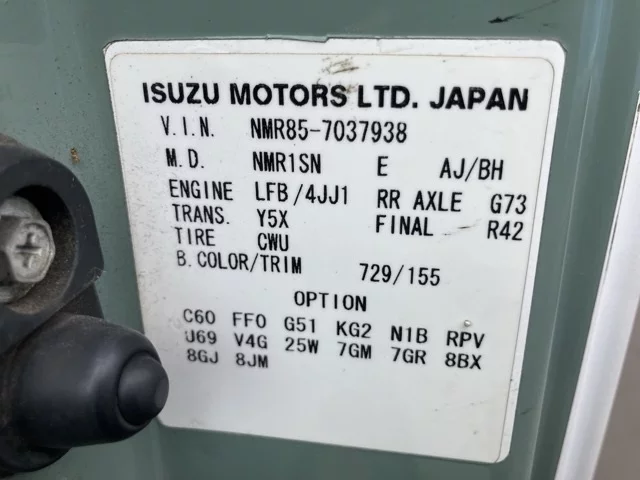 ISUZU MOTORS LTD. JAPAN
V.I.N. NMR85-7037938
M.D. NMR1SN E AJ/BH
ENGINE LFB/4JJ1 RR AXLE G73
TRANS. Y5X FINAL R42
TIRE CWU
B.COLOR/TRIM 729/155
OPTION
C60 FF0 G51 KG2 N1B RPV
U69 V4G 25W 7GM 7GR 8BX
8GJ 8JM